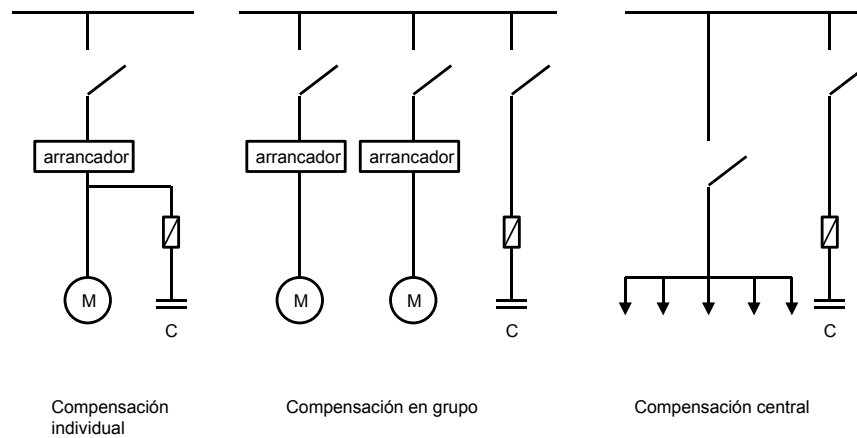 arrancador
M
C
Compensación
individual
arrancador
arrancador
M
M
C
Compensación en grupo
C
Compensación central